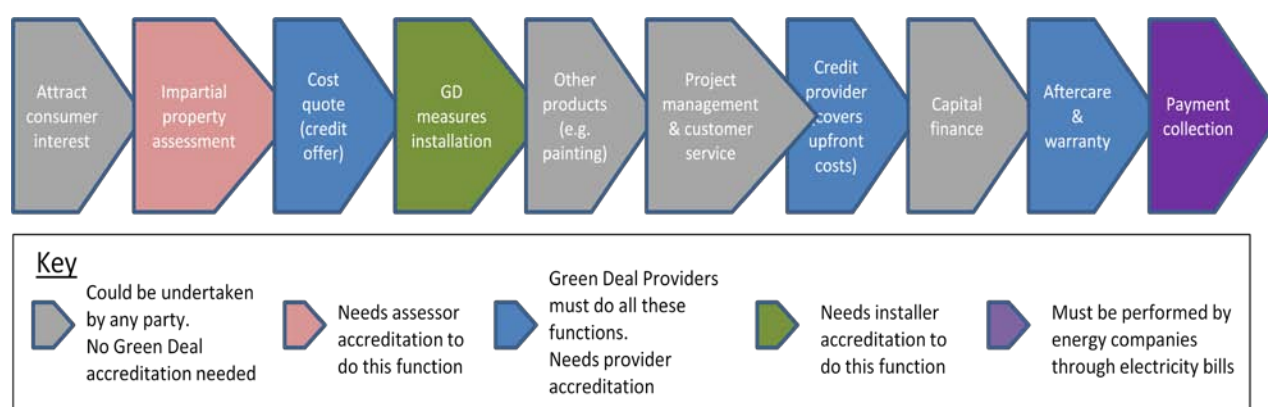 Attract
consumer
interest
Impartial
property
assessment
Cost
quote
(credit
offer)
GD
measures
installation
Other
products
(e.g.
painting)
Project
management
& customer
service
Credit
provider
(covers
upfront
costs)
Capital
finance
Aftercare
&
warranty
Payment
collection
Key
Could be undertaken
by any party.
No Green Deal
accreditation needed
Needs assessor
accreditation to
do this function
Green Deal Providers
must do all these
functions.
Needs provider
accreditation
Needs installer
accreditation to
do this function
Must be performed by
energy companies
through electricity bills